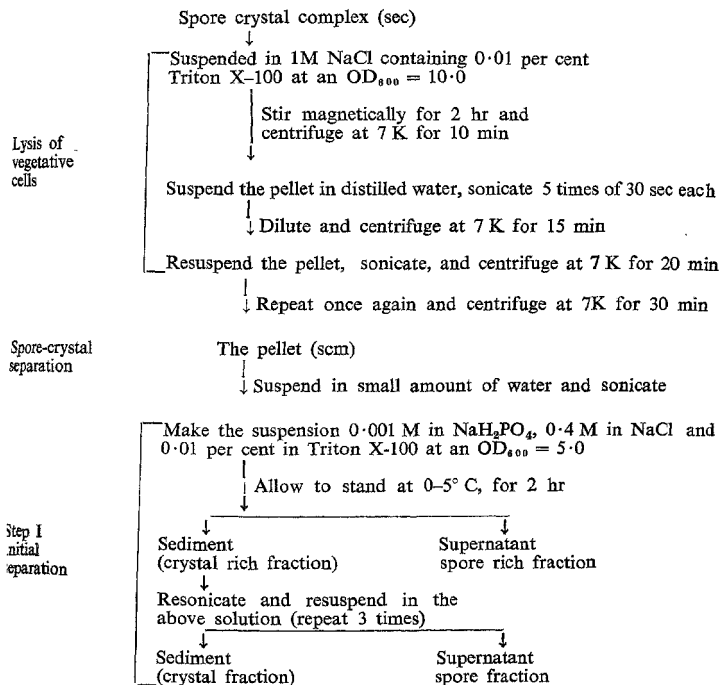 Spore crystal complex (sec)
Suspended in 1M NaCl containing 0·01 per cent
Triton X–100 at an OD₆₀₀ = 10·0
Stir magnetically for 2 hr and
centrifuge at 7 K for 10 min
Lysis of
vegetative
cells
Suspend the pellet in distilled water, sonicate 5 times of 30 sec each
Dilute and centrifuge at 7 K for 15 min
Resuspend the pellet, sonicate, and centrifuge at 7 K for 20 min
Repeat once again and centrifuge at 7K for 30 min
Spore-crystal
separation
The pellet (scm)
Suspend in small amount of water and sonicate
Make the suspension 0·001 M in NaH₂PO₄, 0·4 M in NaCl and
0·01 per cent in Triton X-100 at an OD₆₀₀ = 5·0
Allow to stand at 0–5° C, for 2 hr
Step I
nitial
eparation
Sediment
(crystal rich fraction)
Supernatant
spore rich fraction
Resonicate and resuspend in the
above solution (repeat 3 times)
Sediment
(crystal fraction)
Supernatant
spore fraction